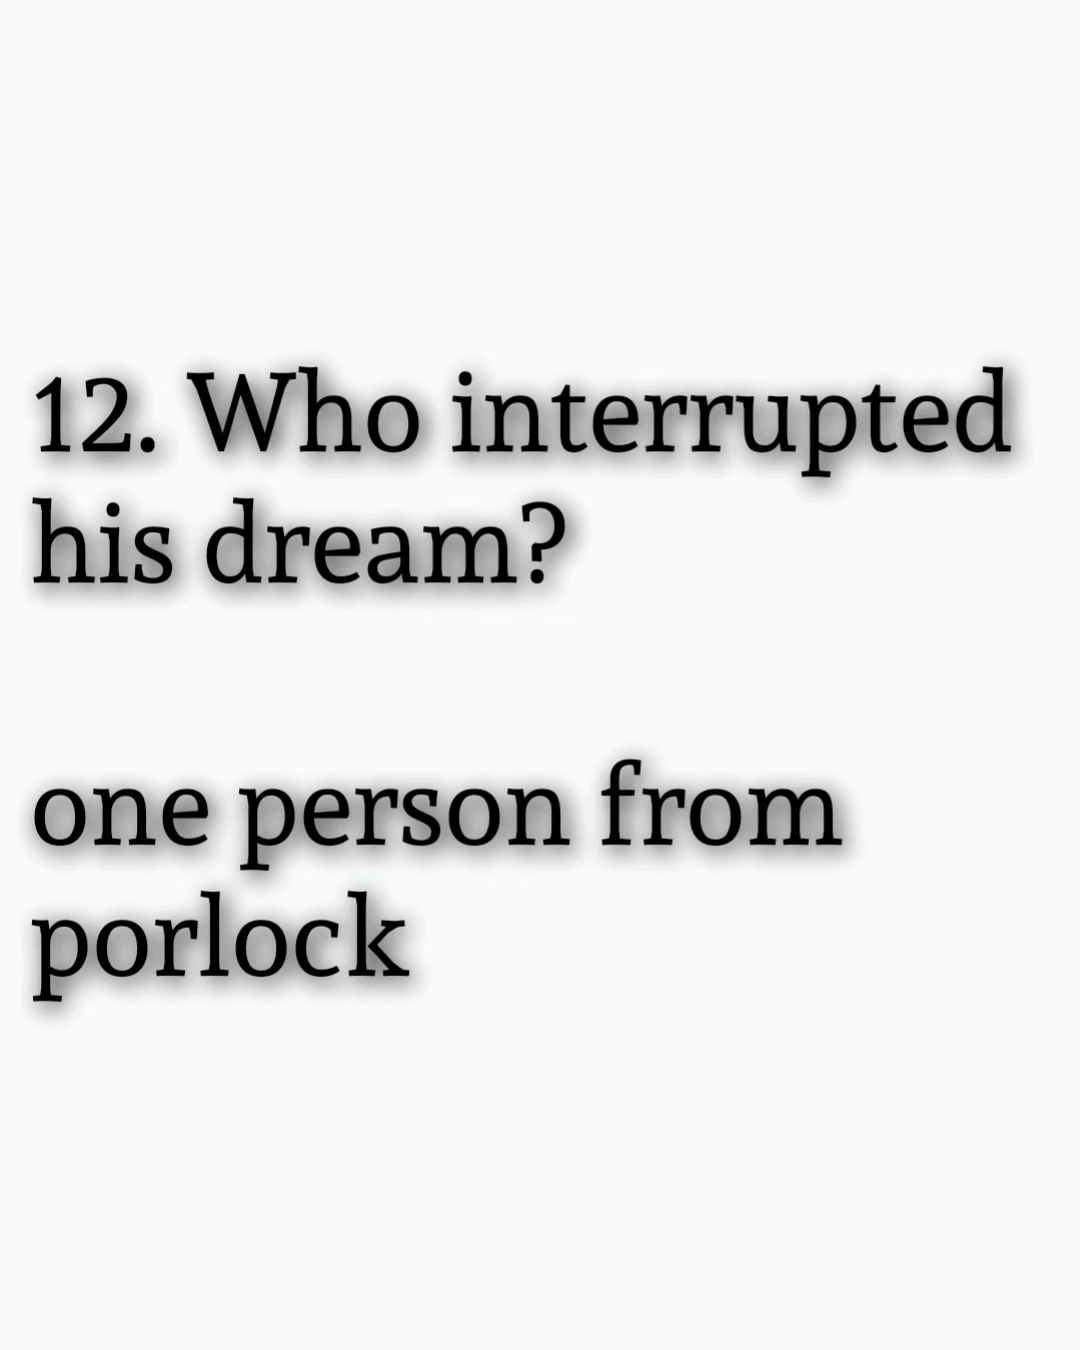 12. Who interrupted
his dream?
one person from
porlock